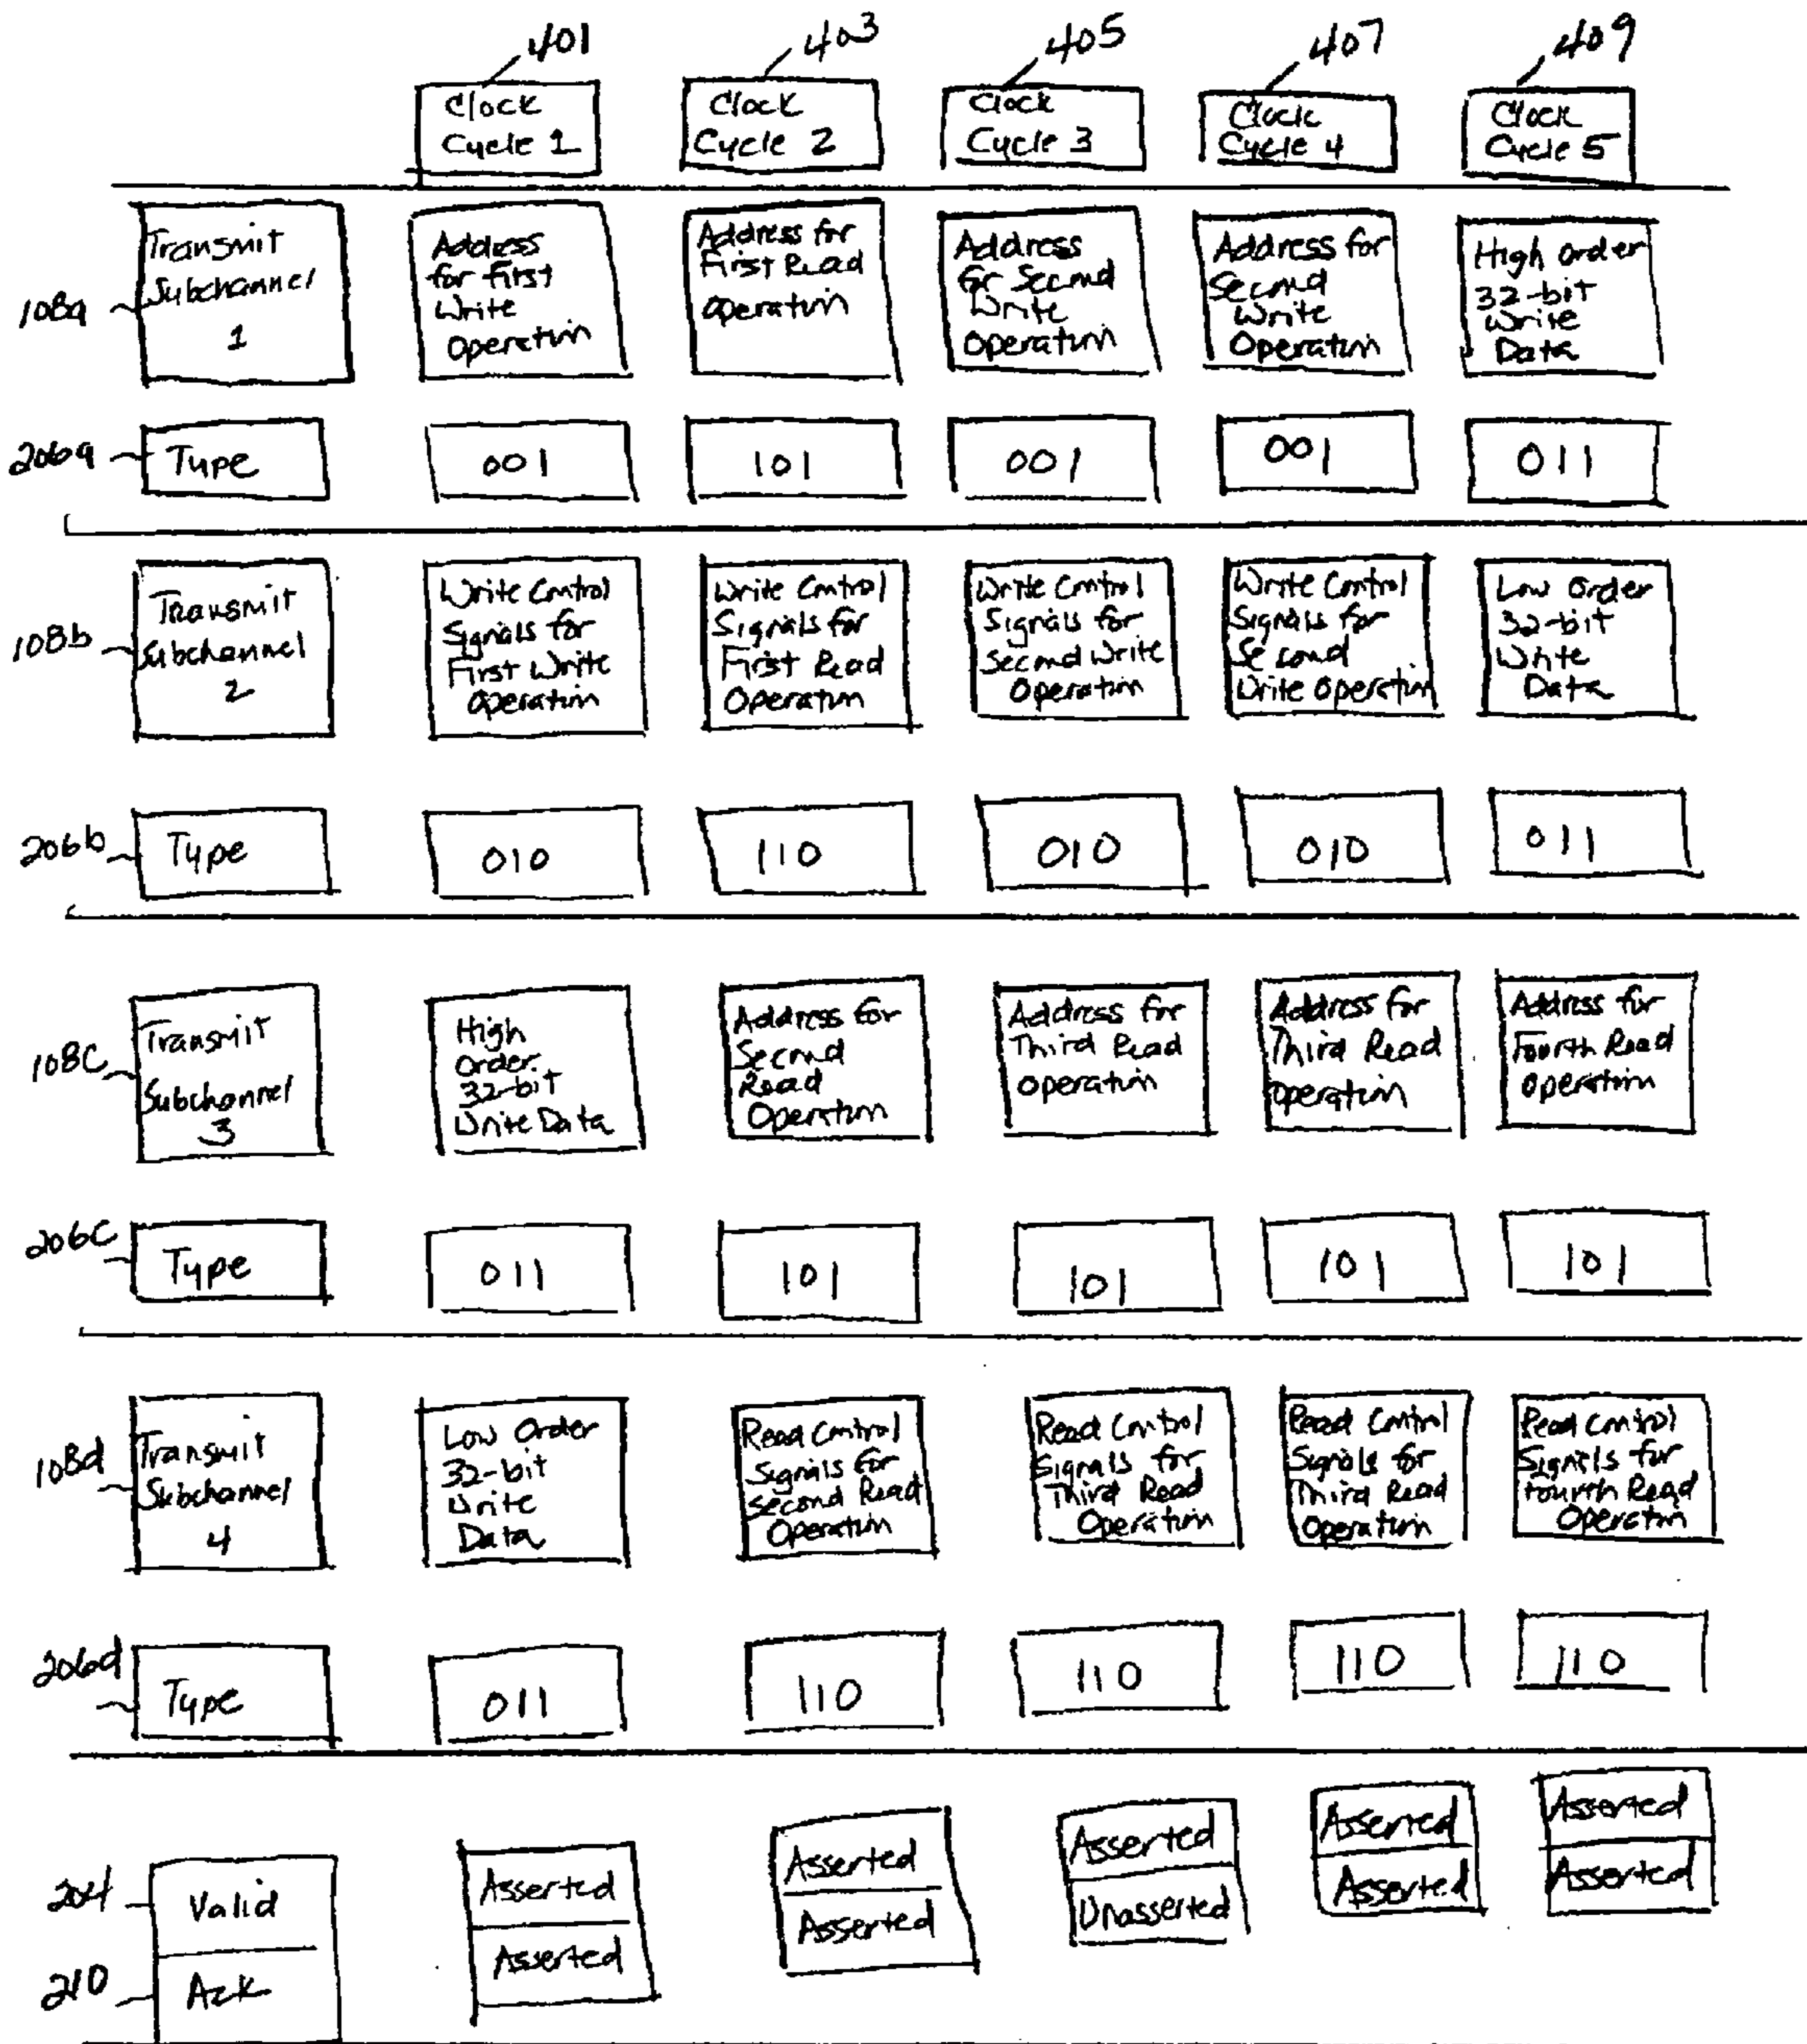 401 403 405 407 409
Clock Clock Clock Clock Clock
Cycle 1 Cycle 2 Cycle 3 Cycle 4 Cycle 5
108a
Transmit
Subchannel
1
Address
for First
Write
Operation
Address for
First Read
Operation
Address
for Second
Write
Operation
Address for
Second
Write
Operation
High Order
32-bit
Write
Data
206a Type 001 101 001 001 011
108b
Transmit
Subchannel
2
Write Control
Signals for
First Write
Operation
Write Control
Signals for
First Read
Operation
Write Control
Signals for
Second Write
Operation
Write Control
Signals for
Second
Write Operation
Low Order
32-bit
Write
Data
206b Type 010 110 010 010 011
108c
Transmit
Subchannel
3
High
Order
32-bit
Write Data
Address for
Second
Read
Operation
Address for
Third Read
Operation
Address for
Third Read
Operation
Address for
Fourth Read
Operation
206c Type 011 101 101 101 101
108d
Transmit
Subchannel
4
Low Order
32-bit
Write
Data
Read Control
Signals for
Second Read
Operation
Read Control
Signals for
Third Read
Operation
Read Control
Signals for
Third Read
Operation
Read Control
Signals for
Fourth Read
Operation
206d Type 011 110 110 110 110
204 Valid Asserted Asserted Asserted Asserted Asserted
210 Ack Asserted Asserted Unasserted Asserted Asserted